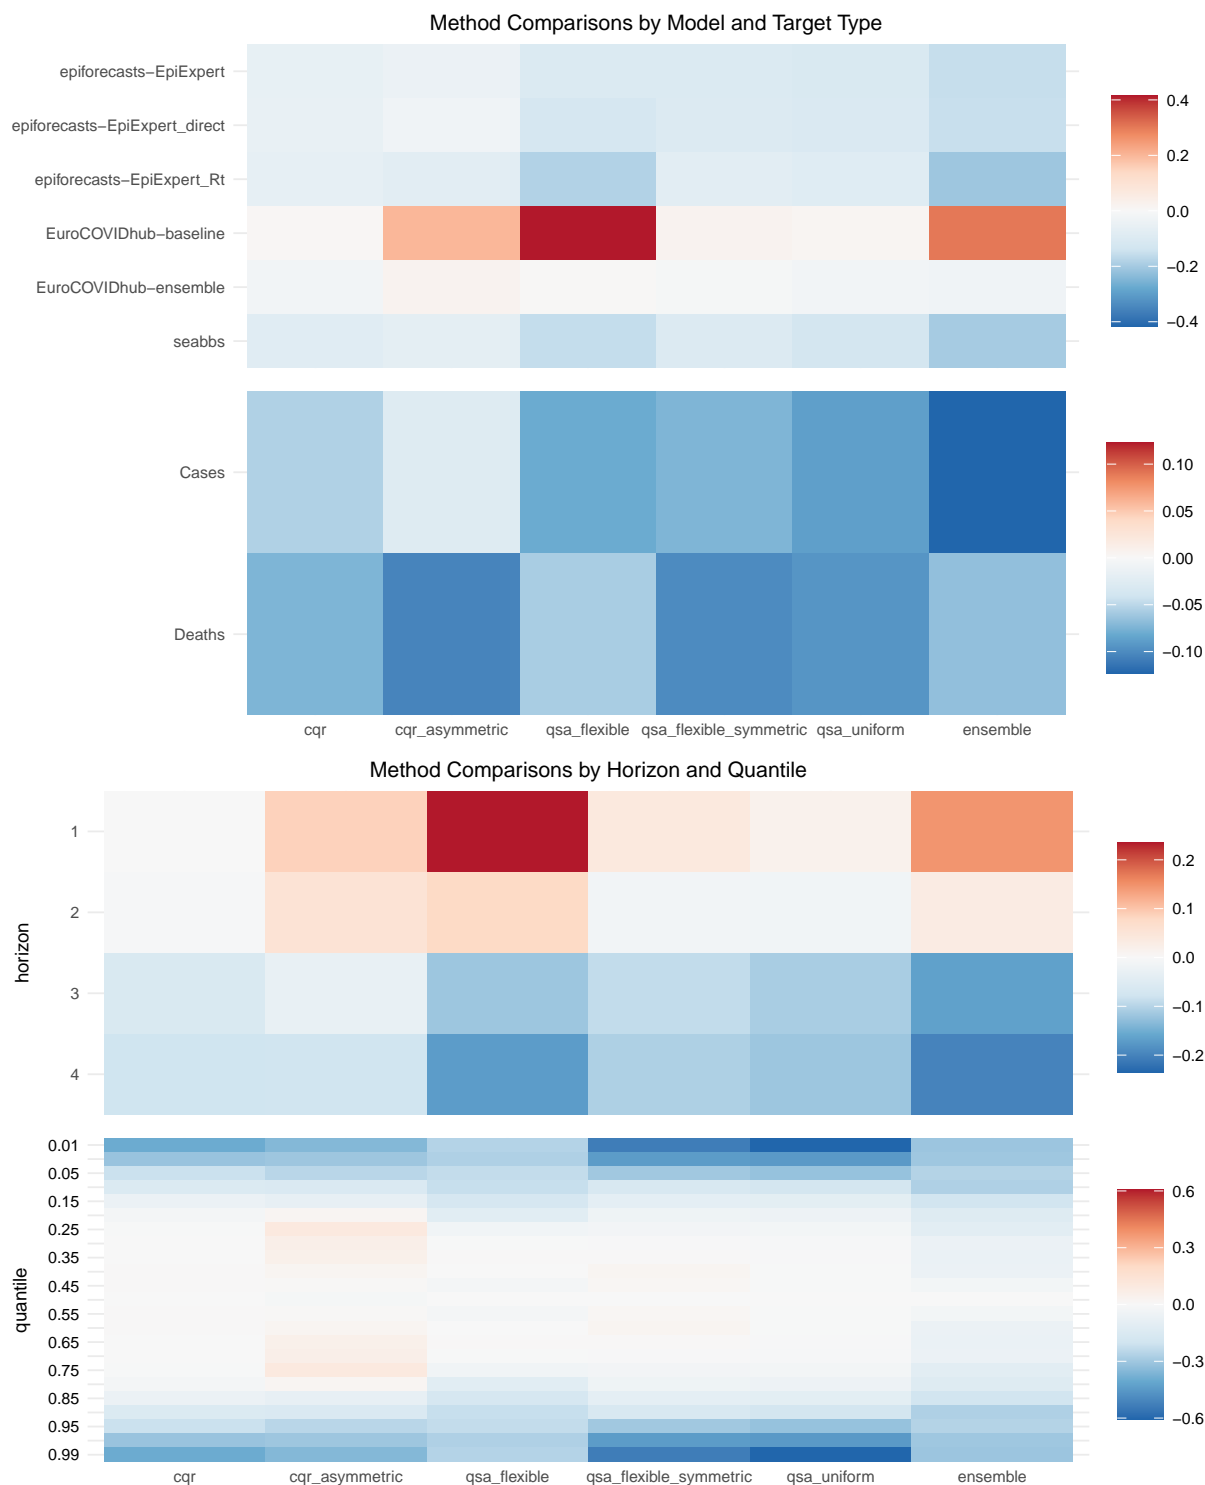 Method Comparisons by Model and Target Type
epiforecasts−EpiExpert
epiforecasts−EpiExpert_direct
epiforecasts−EpiExpert_Rt
EuroCOVIDhub−baseline
EuroCOVIDhub−ensemble
seabbs
0.4
0.2
0.0
−0.2
−0.4
Cases
Deaths
0.10
0.05
0.00
−0.05
−0.10
cqr cqr_asymmetric qsa_flexible qsa_flexible_symmetric qsa_uniform ensemble
Method Comparisons by Horizon and Quantile
horizon
1
2
3
4
0.2
0.1
0.0
−0.1
−0.2
quantile
0.01
0.05
0.15
0.25
0.35
0.45
0.55
0.65
0.75
0.85
0.95
0.99
0.6
0.3
0.0
−0.3
−0.6
cqr cqr_asymmetric qsa_flexible qsa_flexible_symmetric qsa_uniform ensemble